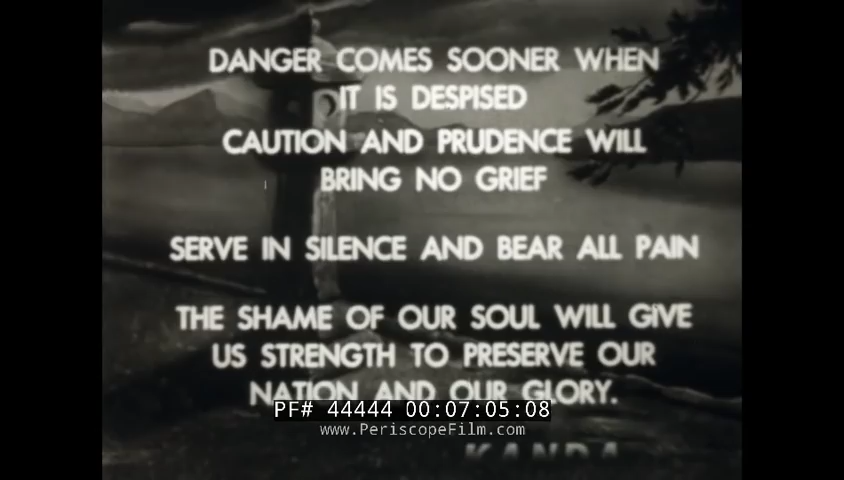 DANGER COMES SOONER WHEN
IT IS DESPISED
CAUTION AND PRUDENCE WILL
BRING NO GRIEF
SERVE IN SILENCE AND BEAR ALL PAIN
THE SHAME OF OUR SOUL WILL GIVE
US STRENGTH TO PRESERVE OUR
NATION AND OUR GLORY.
PF# 44444 00:07:05:08
www.PeriscopeFilm.com
KANDA